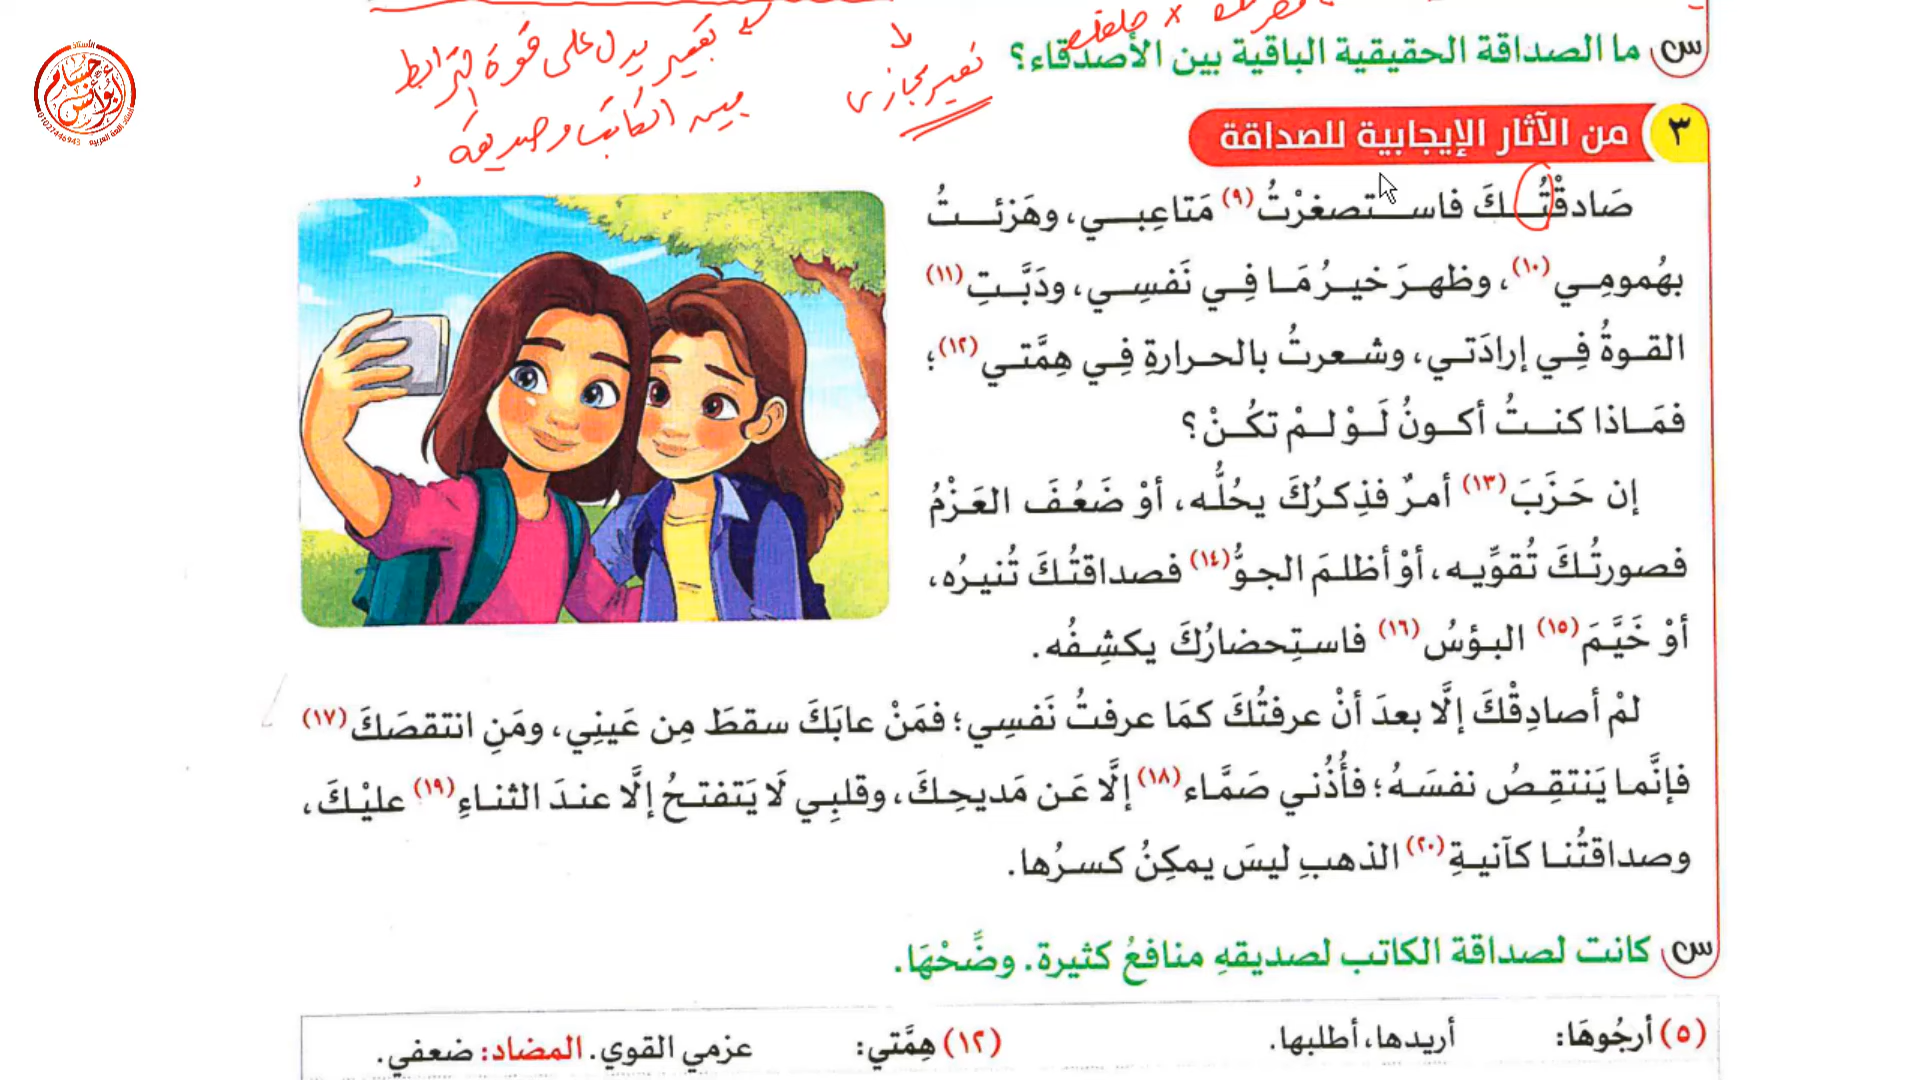 تعبير يدل على قوة الترابط
بين الكاتب وصديقه
تعبير مجازى
س ما الصداقة الحقيقية الباقية بين الأصدقاء؟
٣ من الآثار الإيجابية للصداقة
صَادقْتُـكَ فاستصغرْتُ (٩) مَتاعِبي، وهَزئتُ
بهُمومِي (١٠)، وظهرَ خيرُ مَا فِي نَفسِي، ودَبَّتِ (١١)
القوةُ فِي إرادَتي، وشعرتُ بالحرارةِ فِي هِمَّتي (١٢)؛
فمَاذا كنتُ أكونُ لَوْ لمْ تكُنْ؟
إن حَزَبَ (١٣) أمرٌ فذِكرُكَ يحُلُّه، أوْ ضَعُفَ العَزْمُ
فصورتُكَ تُقوِّيه، أوْ أظلمَ الجوُّ (١٤) فصداقتُكَ تُنيرُه،
أوْ خَيَّمَ (١٥) البؤسُ (١٦) فاستِحضارُكَ يكشِفُه.
لمْ أصادِقْكَ إلَّا بعدَ أنْ عرفتُكَ كمَا عرفتُ نَفسِي؛ فمَنْ عابَكَ سقطَ مِن عَينِي، ومَنِ انتقصَكَ (١٧)
فإنَّما يَنتقِصُ نفسَهُ؛ فأُذُني صَمَّاء (١٨) إلَّا عَن مَديحِكَ، وقلبِي لَا يَتفتحُ إلَّا عندَ الثناءِ (١٩) عليْكَ،
وصداقتُنا كآنيةِ (٢٠) الذهبِ ليسَ يمكِنُ كسرُها.
س كانت لصداقة الكاتب لصديقهِ منافعُ كثيرة. وضِّحْهَا.
(٥) أرجُوهَا: أريدها، أطلبها. (١٢) هِمَّتي: عزمي القوي. المضاد: ضعفي.